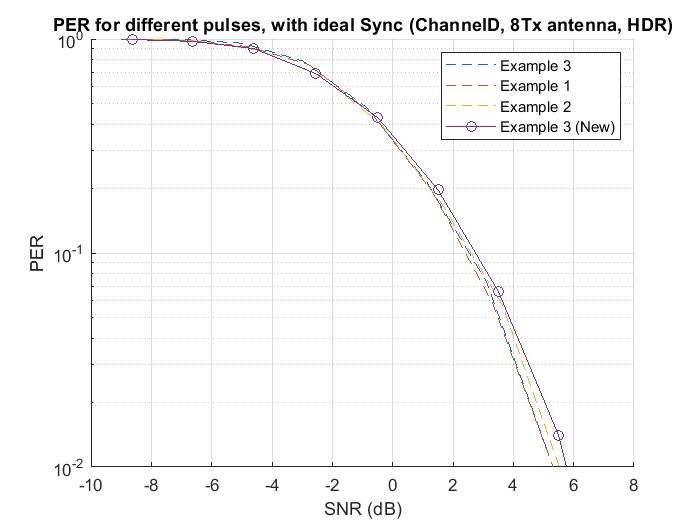 PER for different pulses, with ideal Sync (ChannelD, 8Tx antenna, HDR)
10^0
Example 3
Example 1
Example 2
Example 3 (New)
PER
10^-1
10^-2
-10 -8 -6 -4 -2 0 2 4 6 8
SNR (dB)